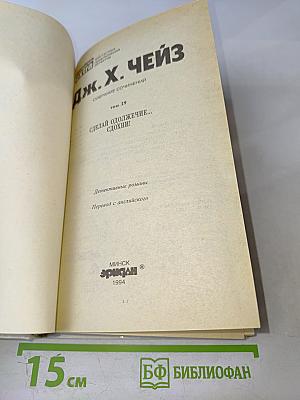 ДЖ. Х. ЧЕЙЗ
СОБРАНИЕ СОЧИНЕНИЙ
том 19
СДЕЛАЙ ОДОЛЖЕНИЕ...
СДОХНИ!
Детективные романы
Перевод с английского
МИНСК
Эридан®
1994
15 см
БФ БИБЛИОФАН